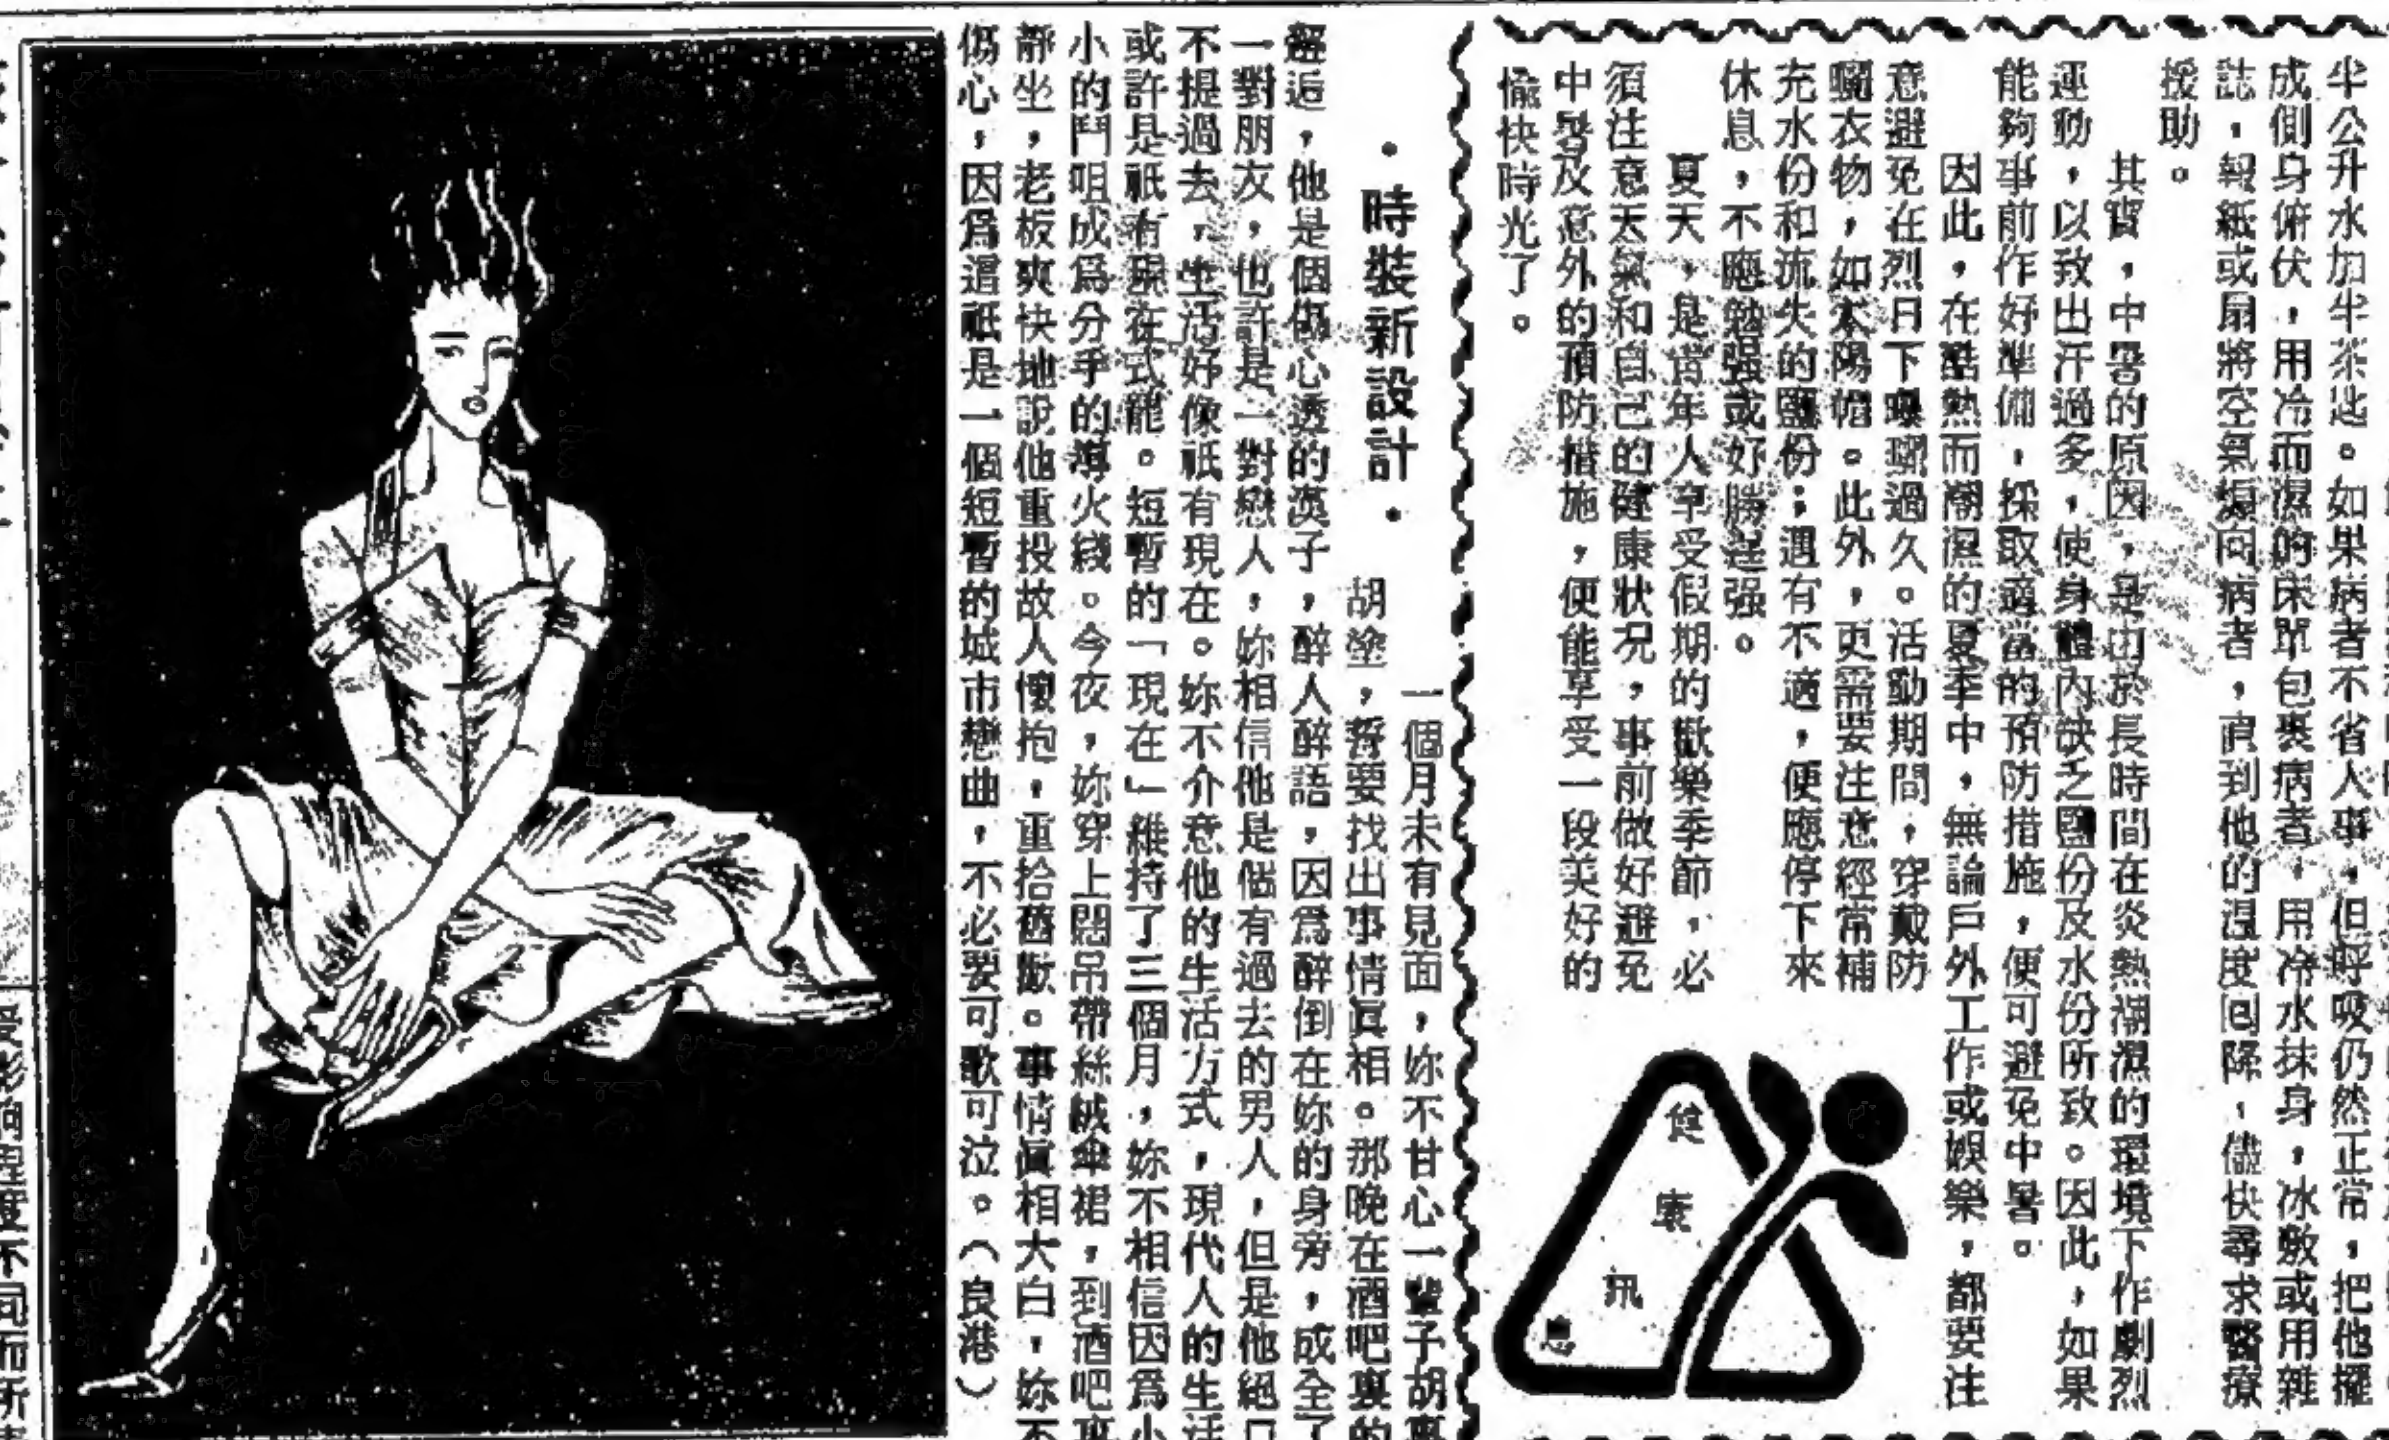 半公升水加半茶匙。如果病者不省人事,但呼吸仍然正常,把他擺
成側身俯伏,用冷而濕的床單包裹病者,用冷水抹身,冰敷或用雜
誌,報紙或扇將空氣煽向病者,直到他的溫度回降,儘快尋求醫療
援助。
其實,中暑的原因,是由於長時間在炎熱潮濕的環境下作劇烈
運動,以致出汗過多,使身體內缺乏鹽份及水份所致。因此,如果
能夠事前作好準備,採取適當的預防措施,便可避免中暑。
因此,在酷熱而潮濕的夏季中,無論戶外工作或娛樂,都要注
意避免在烈日下曝曬過久。活動期間,穿戴防
曬衣物,如太陽帽。此外,更需要注意經常補
充水份和流失的鹽份;遇有不適,便應停下來
休息,不應勉强或好勝逞强。
夏天,是青年人享受假期的歡樂季節,必
須注意天氣和自己的健康狀況,事前做好避免
中暑及意外的預防措施,便能享受一段美好的
愉快時光了。
健康訊息
·時裝新設計·
一個月未有見面,妳不甘心一輩子胡裏
胡塗,誓要找出事情眞相。那晚在酒吧裏的
邂逅,他是個傷心透的漢子,醉人醉語,因爲醉倒在妳的身旁,成全了
一對朋友,也許是一對戀人,妳相信他是個有過去的男人,但是他絕口
不提過去,生活好像祇有現在。妳不介意他的生活方式,現代人的生活
或許是祇有現在式罷。短暫的「現在」維持了三個月,妳不相信因爲小
小的鬥咀成爲分手的導火綫。今夜,妳穿上闊吊帶絲絨傘裙,到酒吧裏
靜坐,老板爽快地說他重投故人懷抱,重拾舊歡。事情眞相大白,妳不
傷心,因爲這祇是一個短暫的城市戀曲,不必要可歌可泣。(良港)
受影响程度不同而所